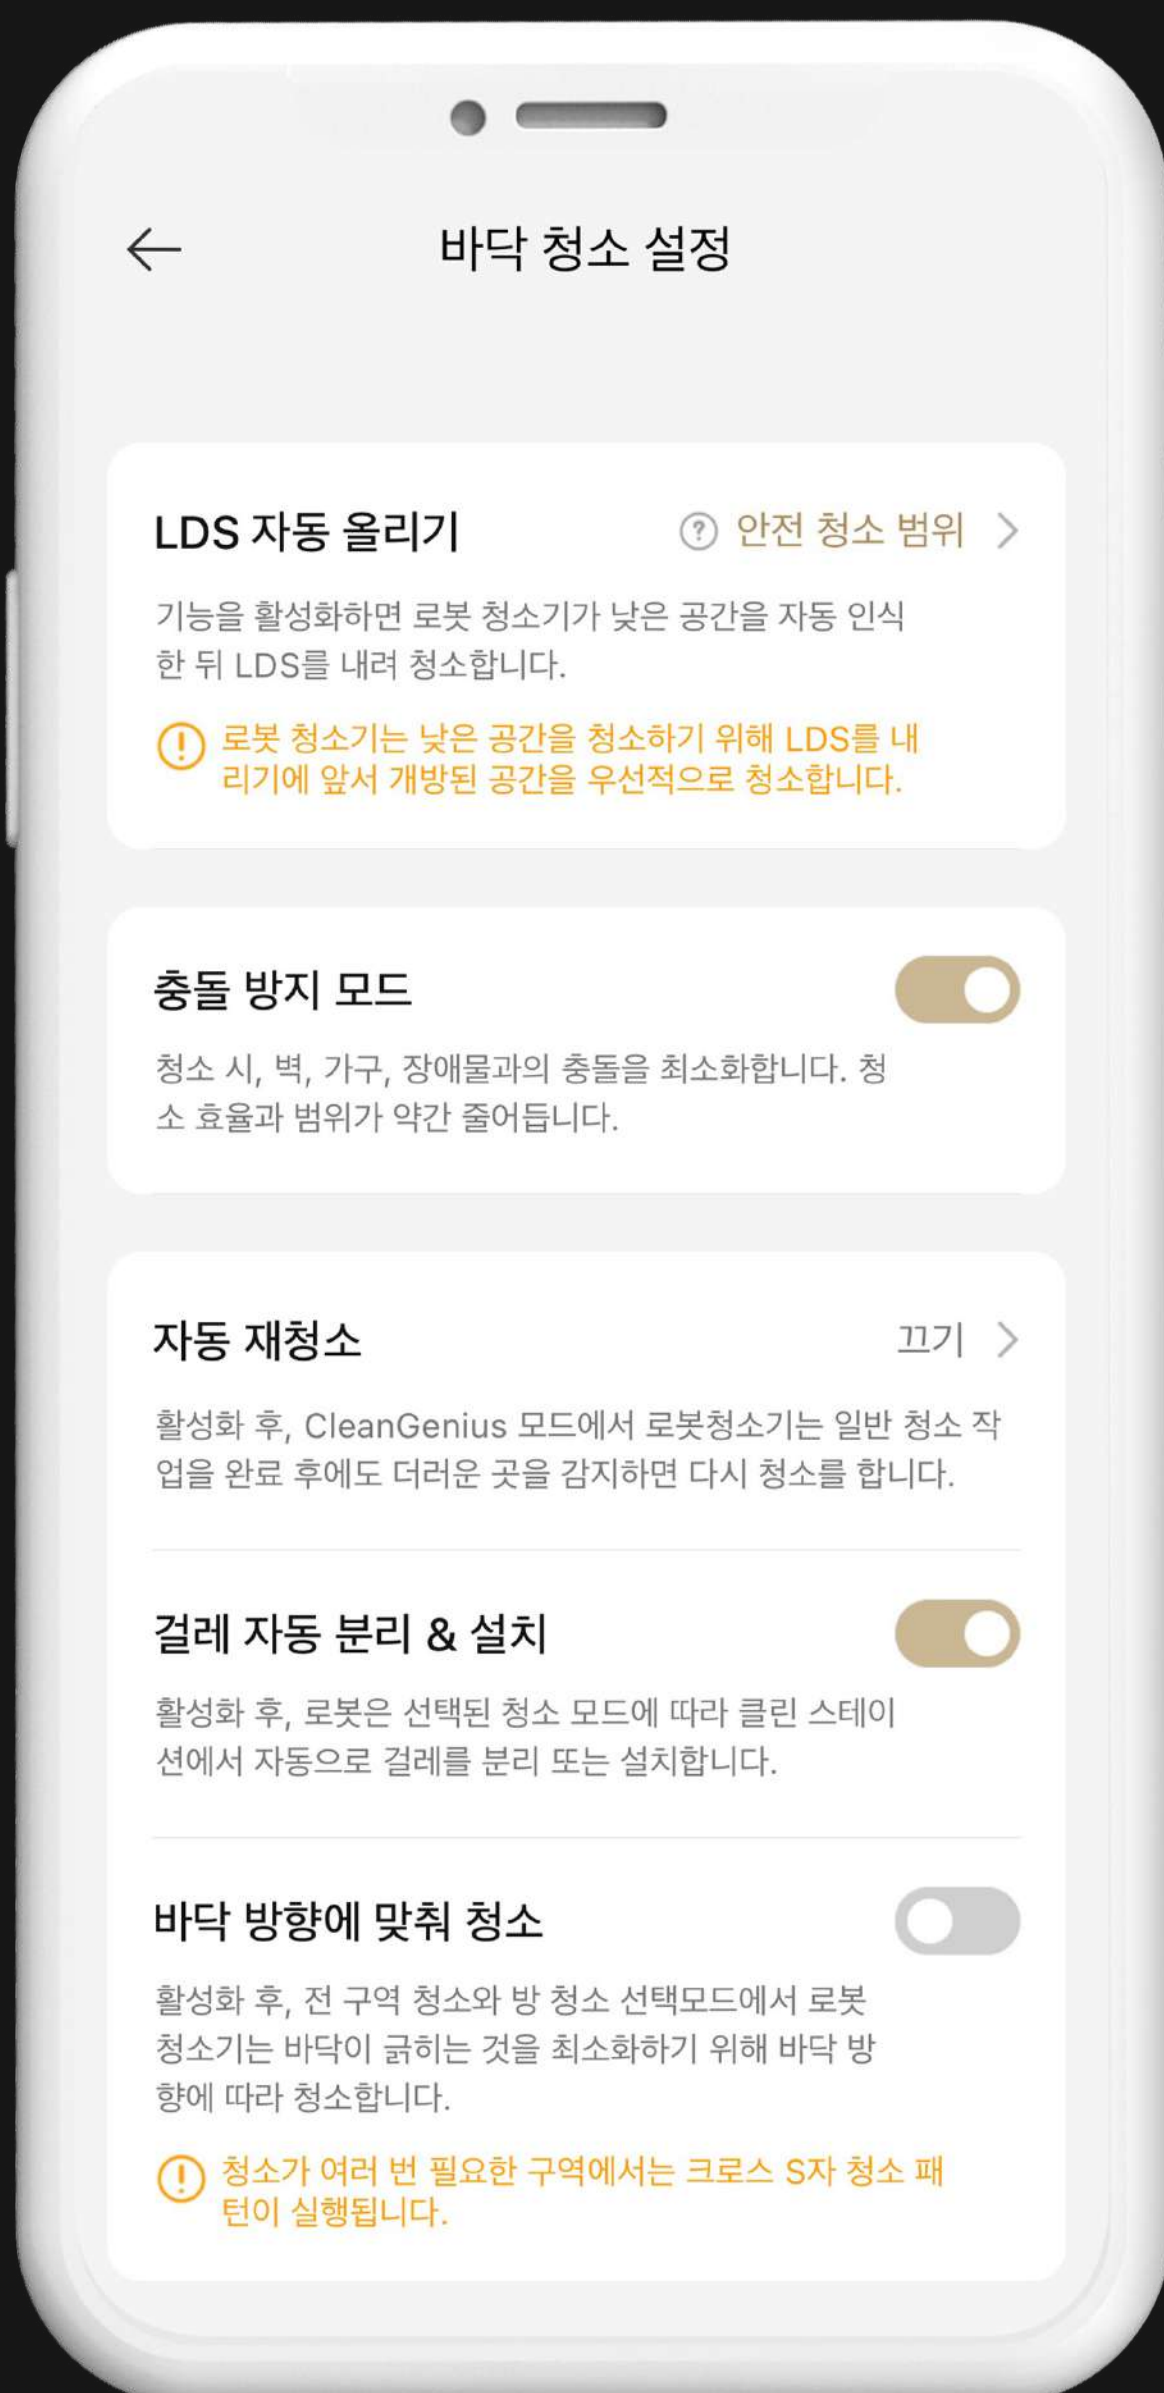 바닥 청소 설정
LDS 자동 올리기
안전 청소 범위
기능을 활성화하면 로봇 청소기가 낮은 공간을 자동 인식
한 뒤 LDS를 내려 청소합니다.
로봇 청소기는 낮은 공간을 청소하기 위해 LDS를 내
리기에 앞서 개방된 공간을 우선적으로 청소합니다.
충돌 방지 모드
청소 시, 벽, 가구, 장애물과의 충돌을 최소화합니다. 청
소 효율과 범위가 약간 줄어듭니다.
자동 재청소
끄기
활성화 후, CleanGenius 모드에서 로봇청소기는 일반 청소 작
업을 완료 후에도 더러운 곳을 감지하면 다시 청소를 합니다.
걸레 자동 분리 & 설치
활성화 후, 로봇은 선택된 청소 모드에 따라 클린 스테이
션에서 자동으로 걸레를 분리 또는 설치합니다.
바닥 방향에 맞춰 청소
활성화 후, 전 구역 청소와 방 청소 선택모드에서 로봇
청소기는 바닥이 긁히는 것을 최소화하기 위해 바닥 방
향에 따라 청소합니다.
청소가 여러 번 필요한 구역에서는 크로스 S자 청소 패
턴이 실행됩니다.